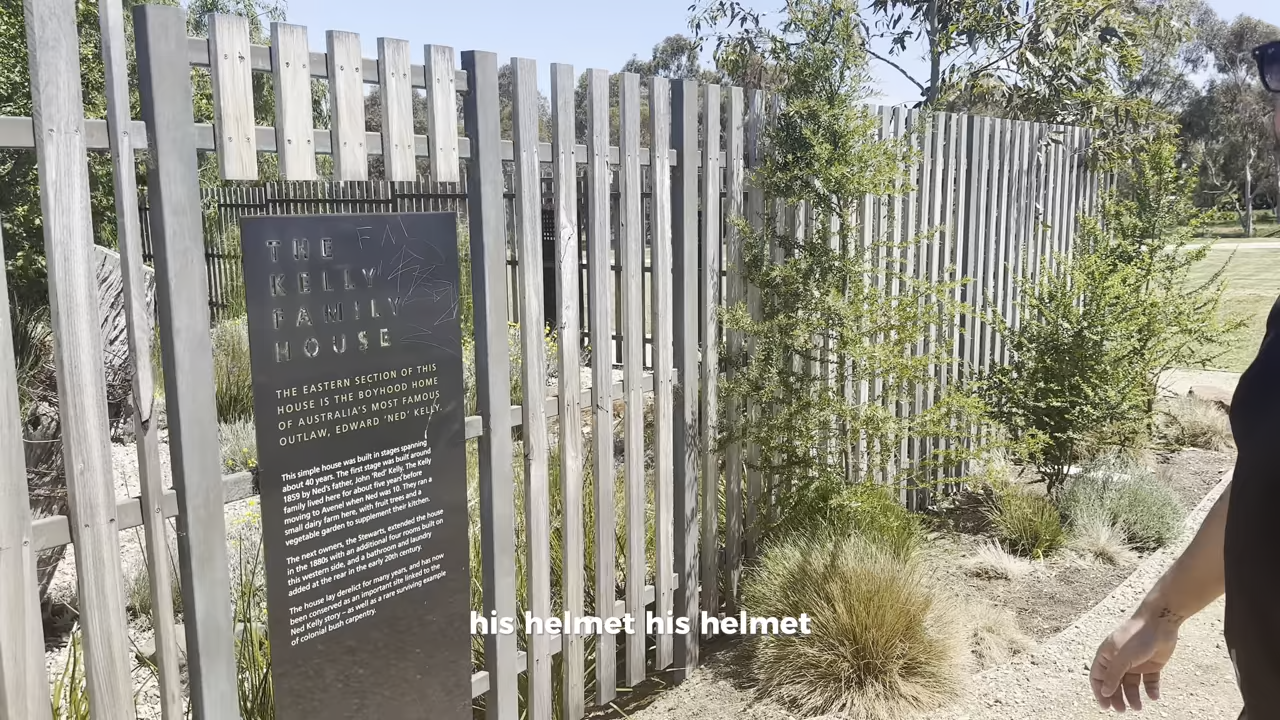 THE
KELLY
FAMILY
HOUSE
THE EASTERN SECTION OF THIS
HOUSE IS THE BOYHOOD HOME
OF AUSTRALIA'S MOST FAMOUS
OUTLAW, EDWARD 'NED' KELLY.
This simple house was built in stages spanning
about 40 years. The first stage was built around
1859 by Ned's father, John 'Red' Kelly. The Kelly
family lived here for about five years before
moving to Avenel when Ned was 10. They ran a
small dairy farm here, with fruit trees and a
vegetable garden to supplement their kitchen.
The next owners, the Stewarts, extended the house
in the 1880s with an additional four rooms built on
this western side, and a bathroom and laundry
added at the rear in the early 20th century.
The house lay derelict for many years, and has now
been conserved as an important site linked to the
Ned Kelly story – as well as a rare surviving example
of colonial bush carpentry.
his helmet his helmet